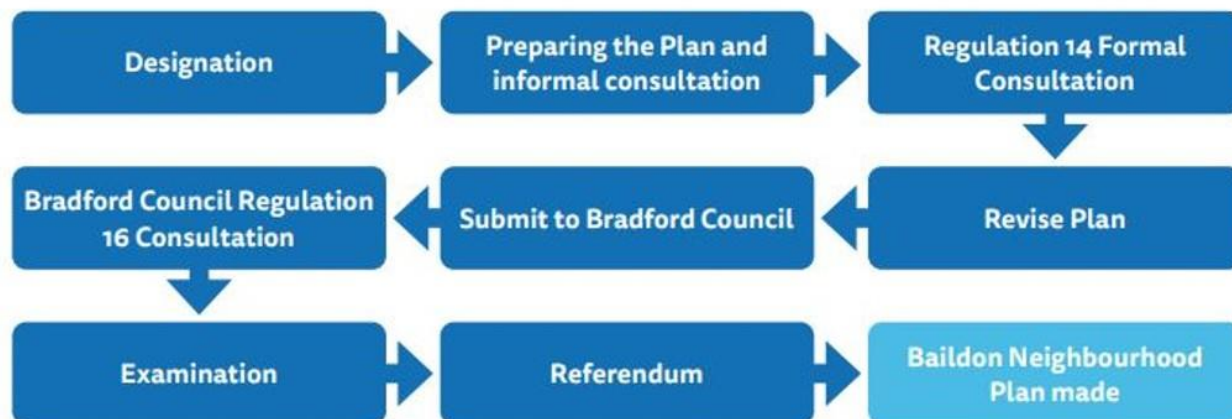 Designation
Preparing the Plan and
informal consultation
Regulation 14 Formal
Consultation
Revise Plan
Submit to Bradford Council
Bradford Council Regulation
16 Consultation
Examination
Referendum
Baildon Neighbourhood
Plan made